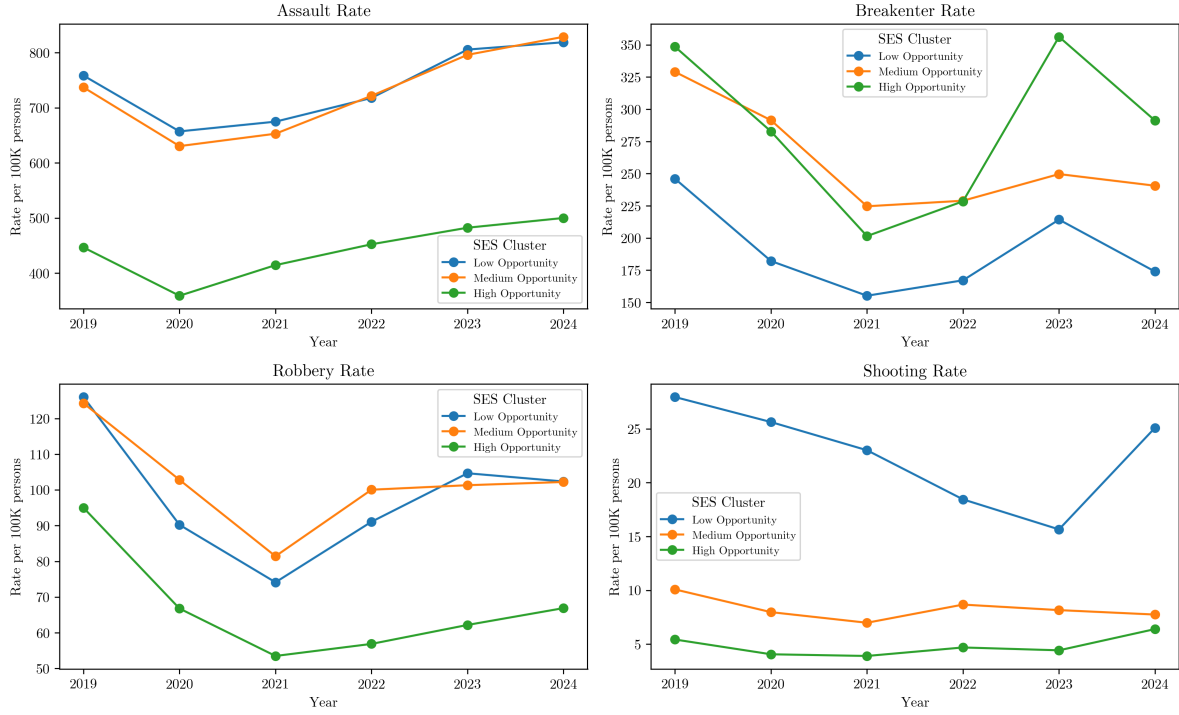 Assault Rate
Rate per 100K persons
800
700
600
500
400
SES Cluster
Low Opportunity
Medium Opportunity
High Opportunity
2019 2020 2021 2022 2023 2024
Year
Breakenter Rate
Rate per 100K persons
350
325
300
275
250
225
200
175
150
SES Cluster
Low Opportunity
Medium Opportunity
High Opportunity
2019 2020 2021 2022 2023 2024
Year
Robbery Rate
Rate per 100K persons
120
110
100
90
80
70
60
50
SES Cluster
Low Opportunity
Medium Opportunity
High Opportunity
2019 2020 2021 2022 2023 2024
Year
Shooting Rate
Rate per 100K persons
25
20
15
10
5
SES Cluster
Low Opportunity
Medium Opportunity
High Opportunity
2019 2020 2021 2022 2023 2024
Year